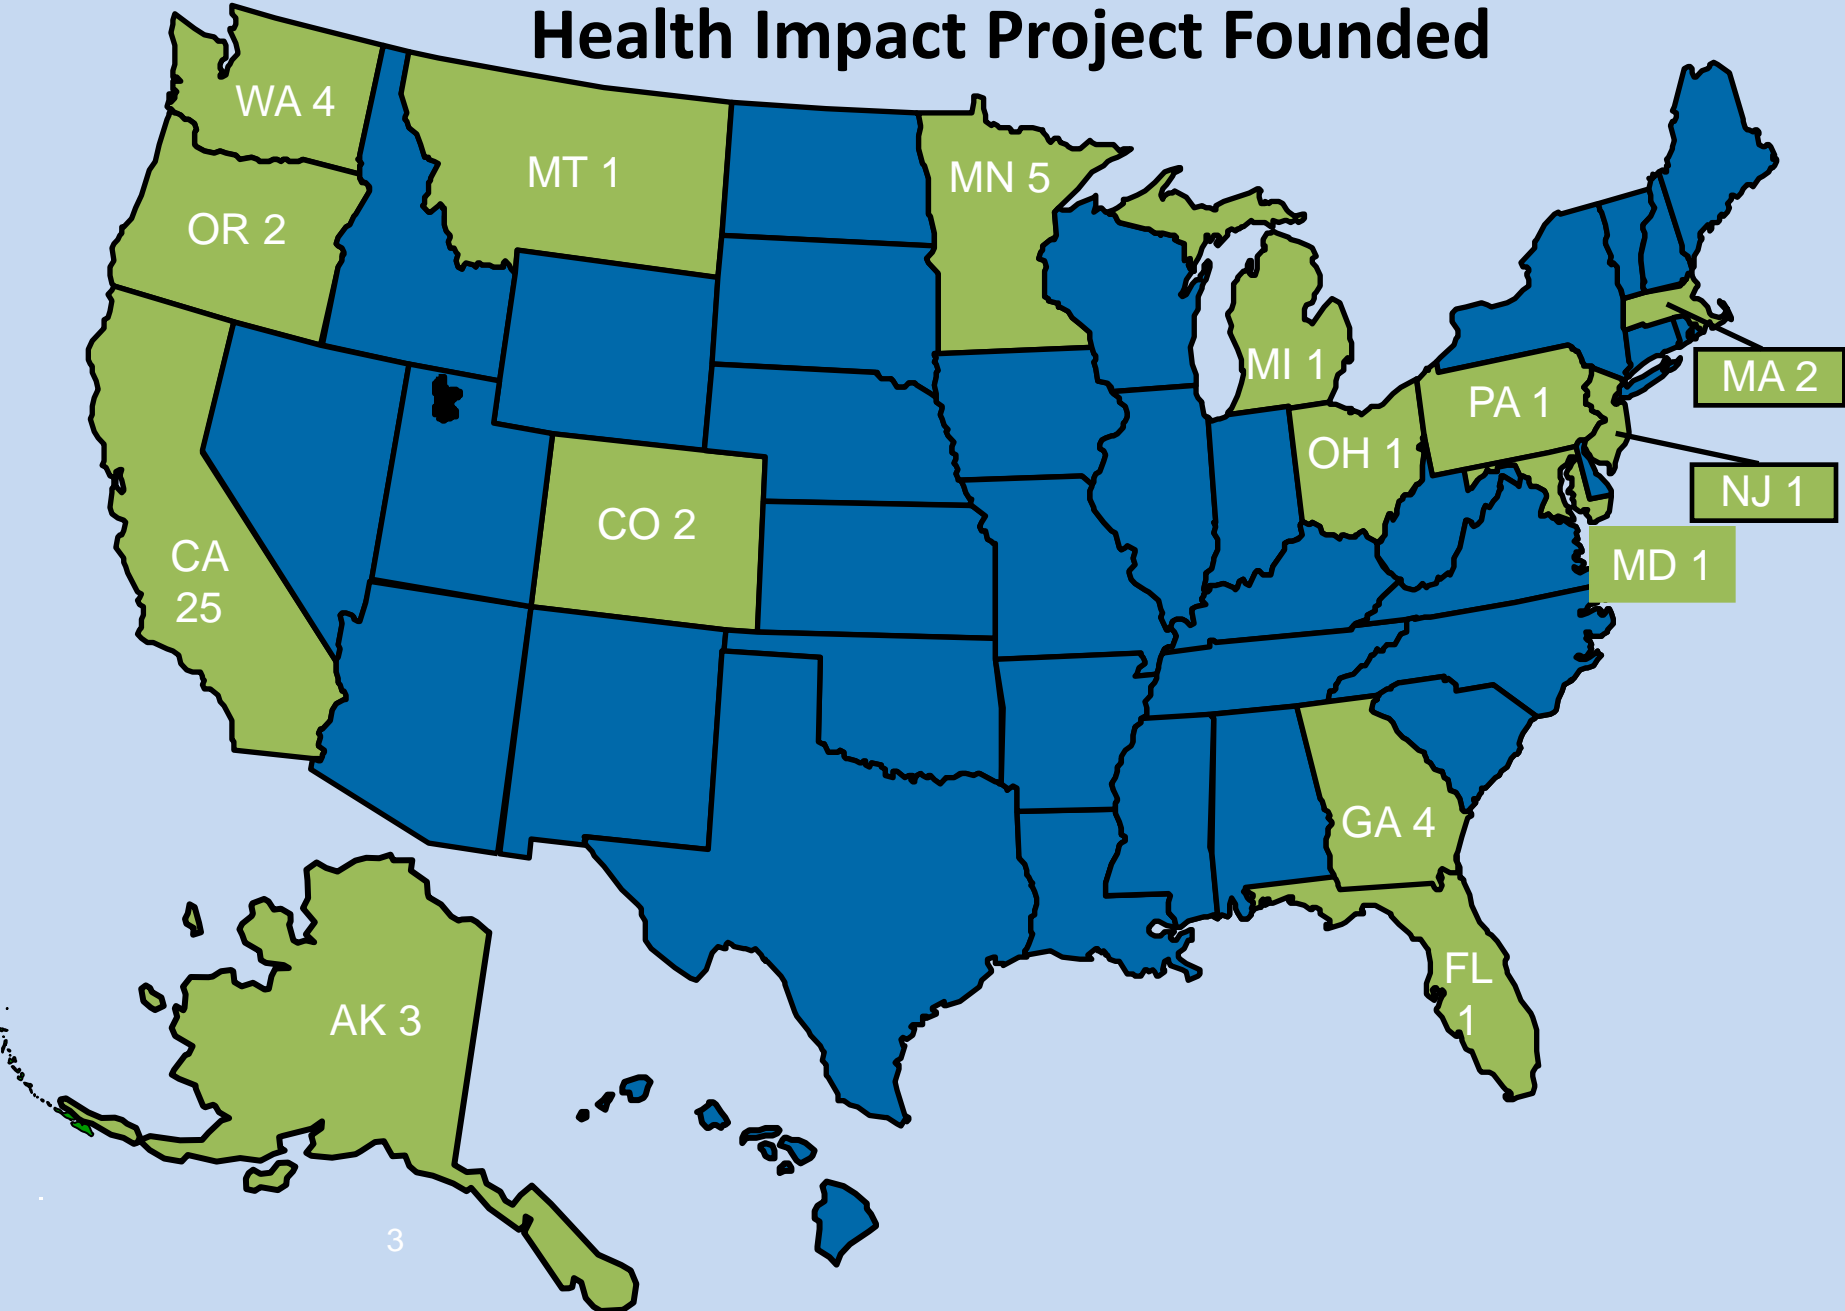 Health Impact Project Founded
WA 4
MT 1
MN 5
OR 2
MI 1
MA 2
PA 1
OH 1
NJ 1
CO 2
CA
25
MD 1
GA 4
FL
1
AK 3
3